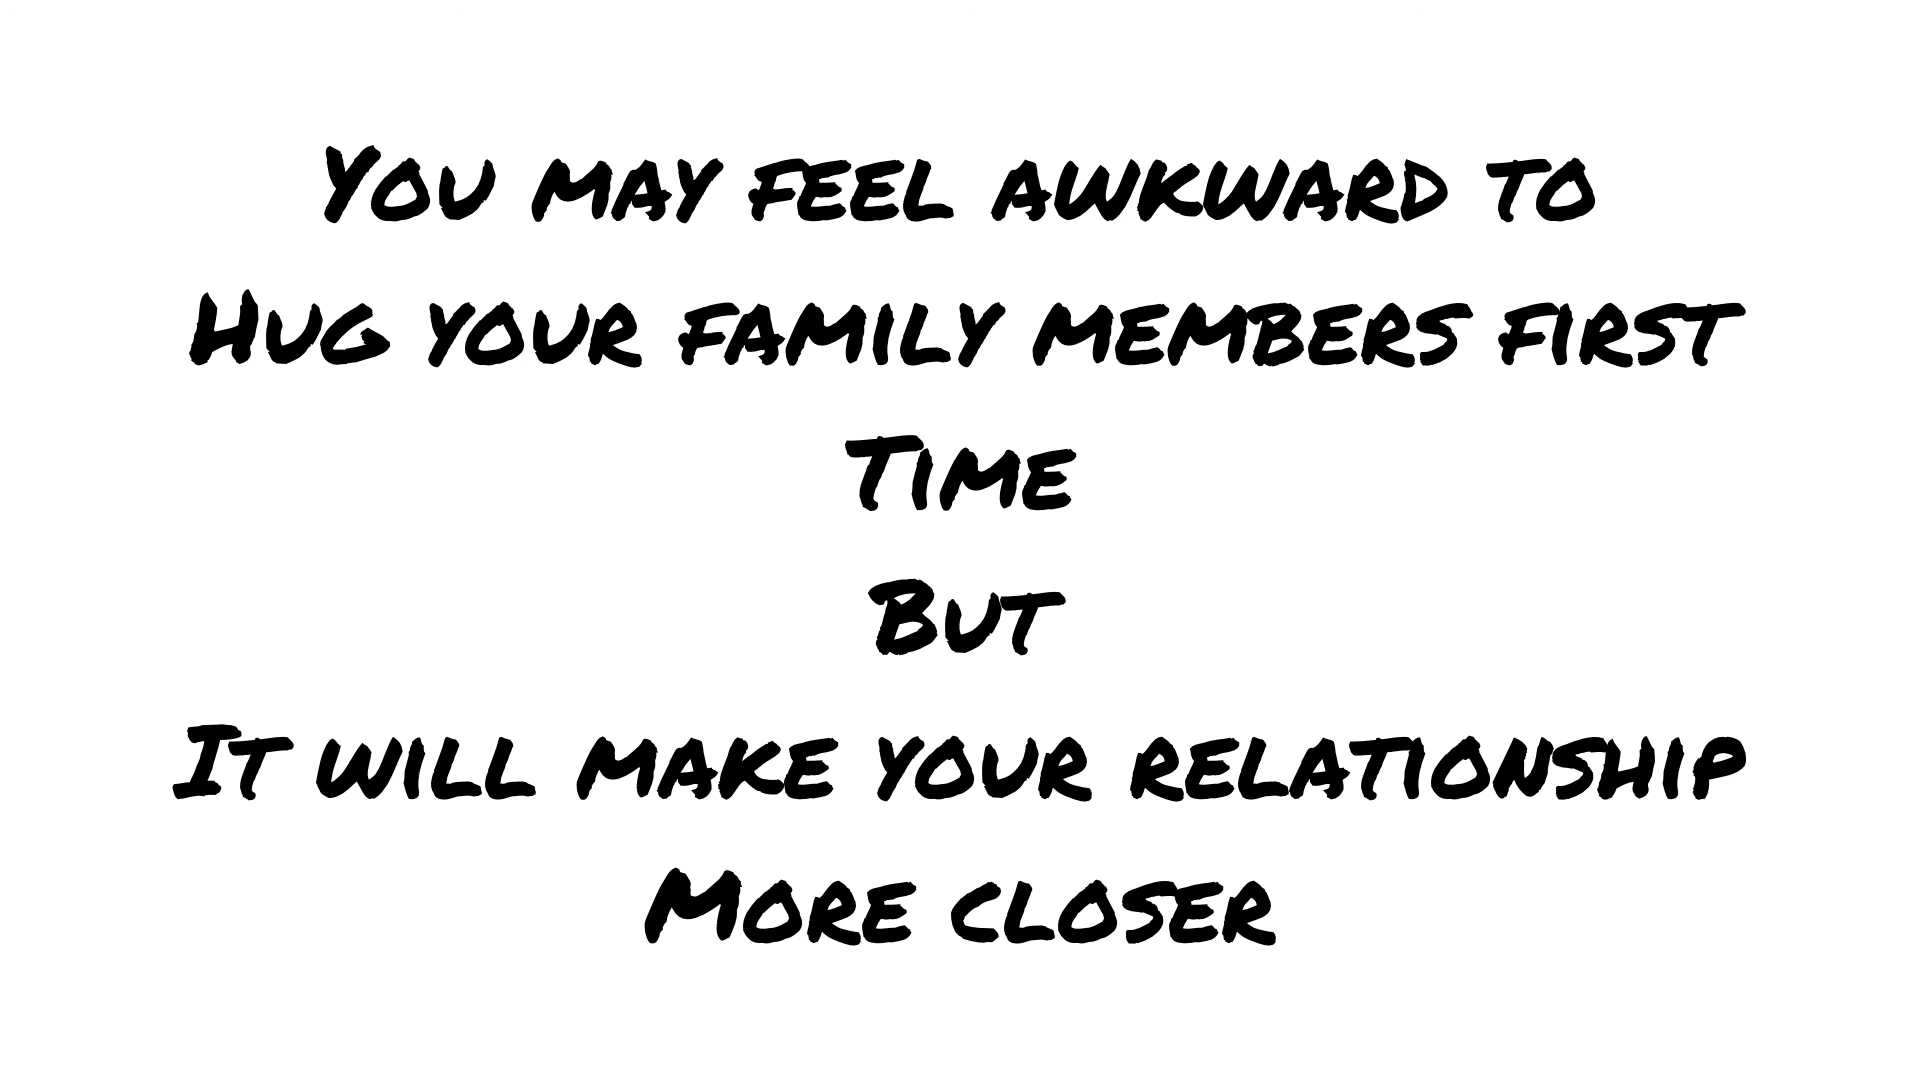 You may feel awkward to
Hug your family members first
Time
But
It will make your relationship
More closer